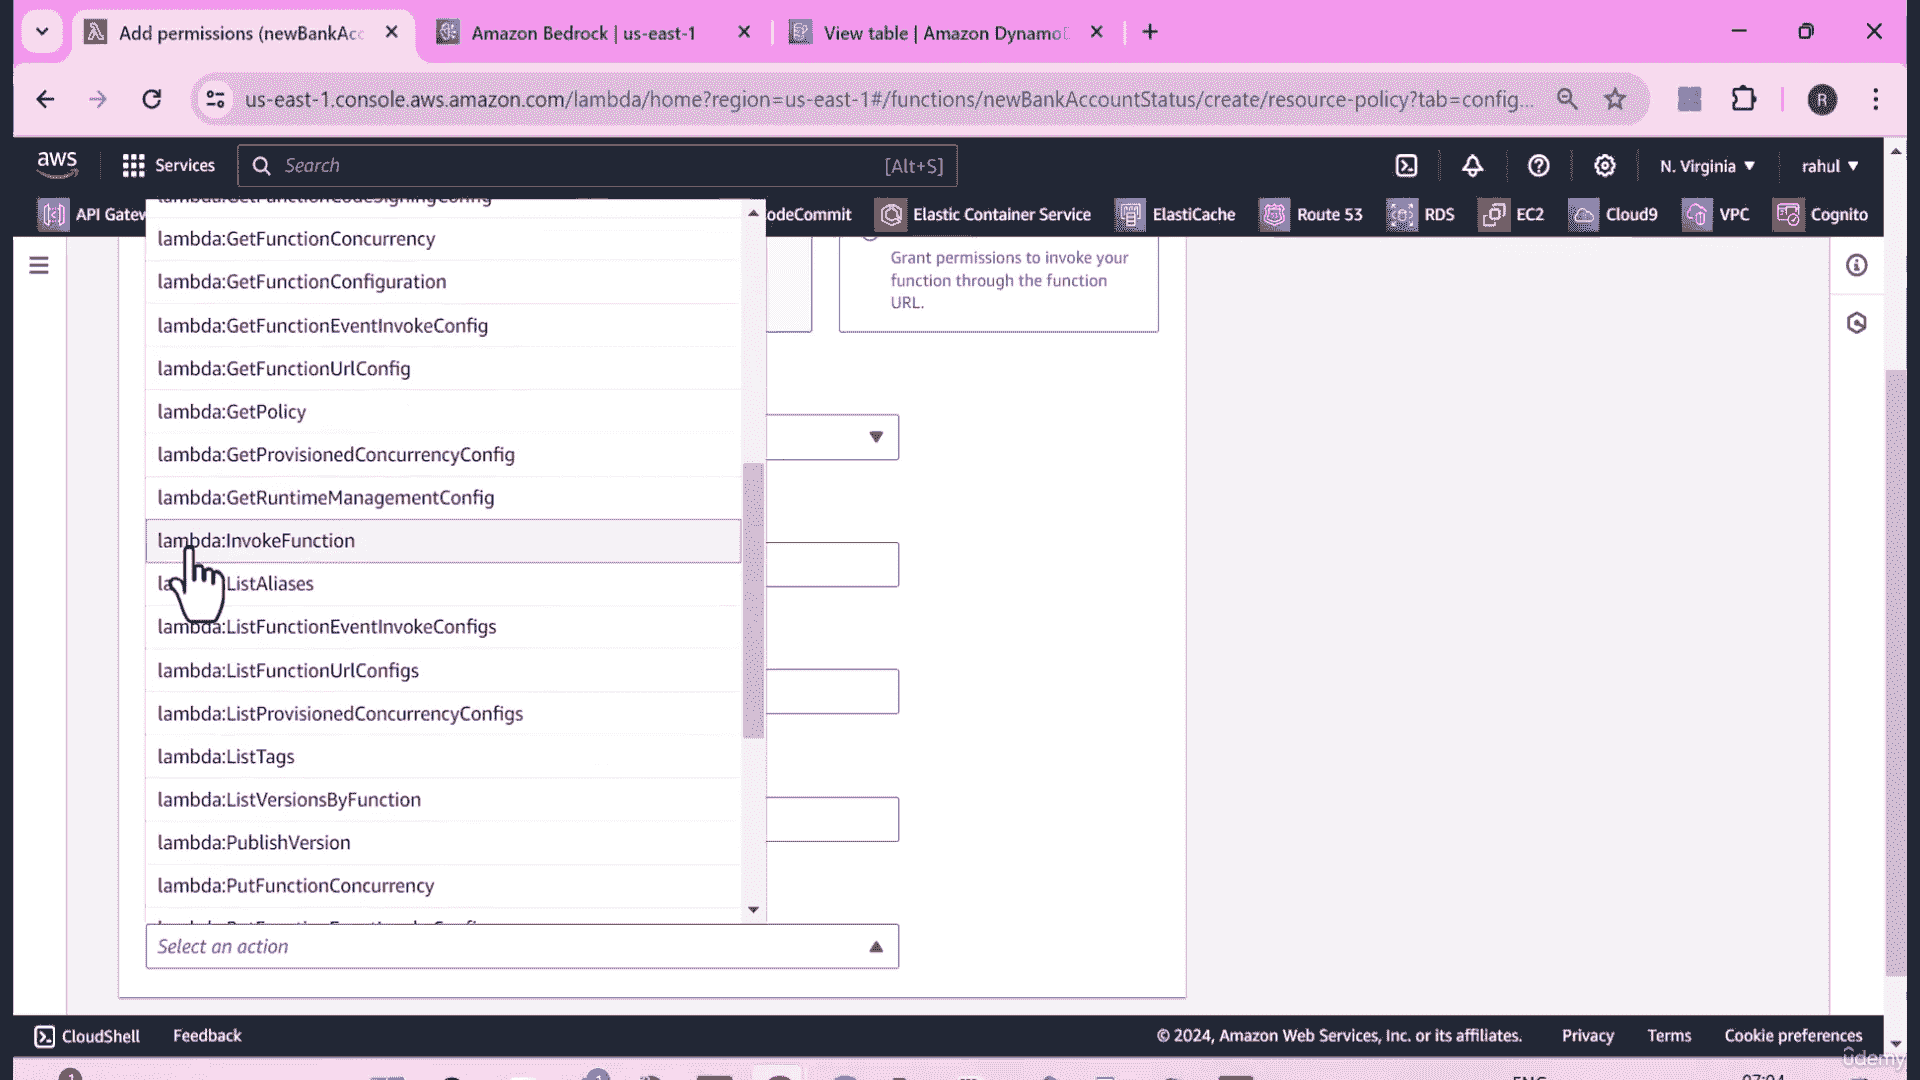 Add permissions (newBankAcc
Amazon Bedrock | us-east-1
View table | Amazon Dynamo
us-east-1.console.aws.amazon.com/lambda/home?region=us-east-1#/functions/newBankAccountStatus/create/resource-policy?tab=config...
R
aws
Services
Search
[Alt+S]
N. Virginia
rahul
API Gatew
odeCommit
Elastic Container Service
ElastiCache
Route 53
RDS
EC2
Cloud9
VPC
Cognito
lambda:GetFunctionCodeSigningConfig
lambda:GetFunctionConcurrency
lambda:GetFunctionConfiguration
lambda:GetFunctionEventInvokeConfig
lambda:GetFunctionUrlConfig
lambda:GetPolicy
lambda:GetProvisionedConcurrencyConfig
lambda:GetRuntimeManagementConfig
lambda:InvokeFunction
la ListAliases
lambda:ListFunctionEventInvokeConfigs
lambda:ListFunctionUrlConfigs
lambda:ListProvisionedConcurrencyConfigs
lambda:ListTags
lambda:ListVersionsByFunction
lambda:PublishVersion
lambda:PutFunctionConcurrency
Select an action
Grant permissions to invoke your
function through the function
URL.
CloudShell
Feedback
© 2024, Amazon Web Services, Inc. or its affiliates.
Privacy
Terms
Cookie preferences
udemy